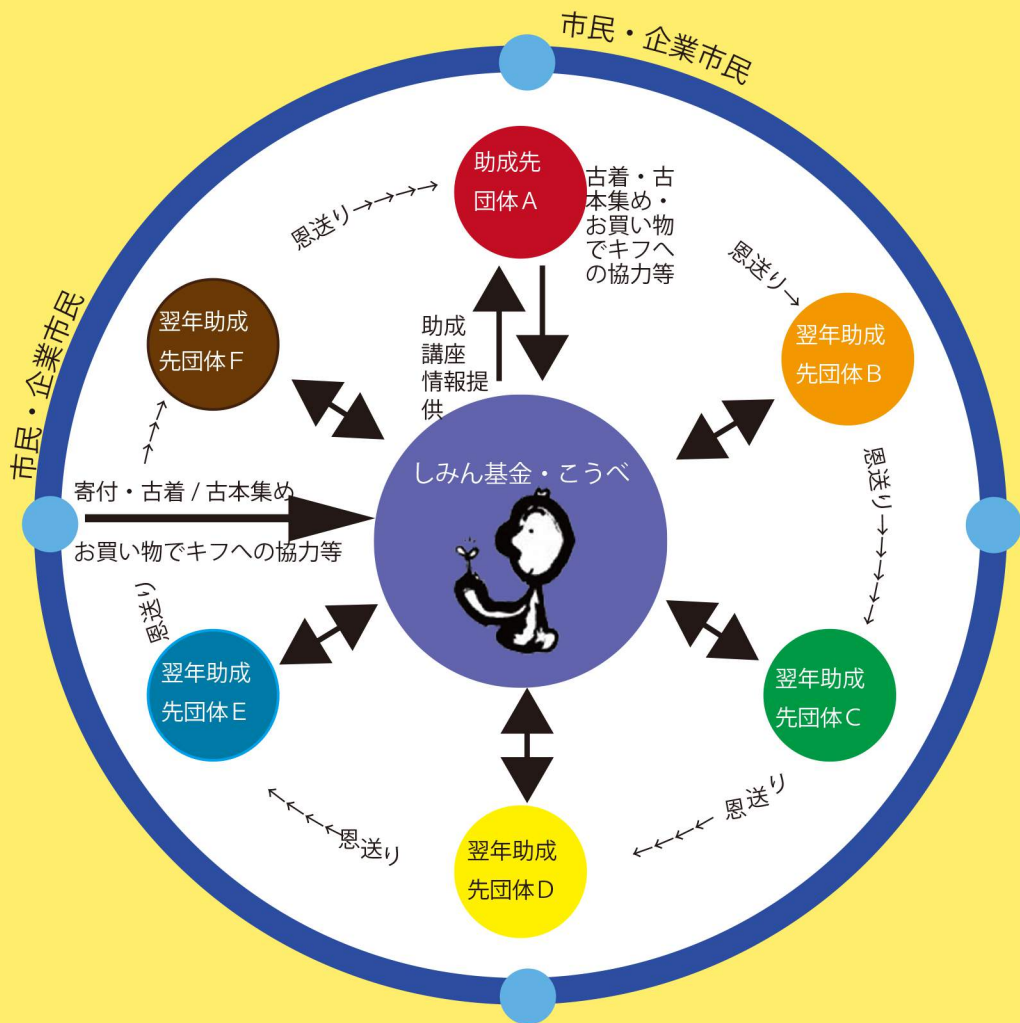 市民・企業市民
助成先
団体A
古着・古
本集め・
お買い物
でキフへ
の協力等
恩送り→→→→→
恩送り→
翌年助成
先団体F
助成
講座
情報提
供
翌年助成
先団体B
市民・企業市民
しみん基金・こうべ
恩送り→→→→→→→
→→→→
寄付・古着 / 古本集め
お買い物でキフへの協力等
恩送り
翌年助成
先団体E
翌年助成
先団体C
恩送り→→→→→
恩送り→→→→→
翌年助成
先団体D